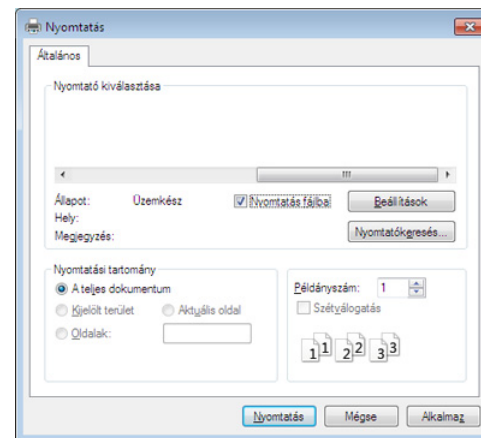 Nyomtatás
Általános
Nyomtató kiválasztása
Állapot: Üzemkész
Nyomtatás fájlba
Beállítások
Hely:
Megjegyzés:
Nyomtatókeresés...
Nyomtatási tartomány
A teljes dokumentum
Kijelölt terület
Aktuális oldal
Oldalak:
Példányszám: 1
Szétválogatás
1 1 2 2 3 3
Nyomtatás
Mégse
Alkalmaz